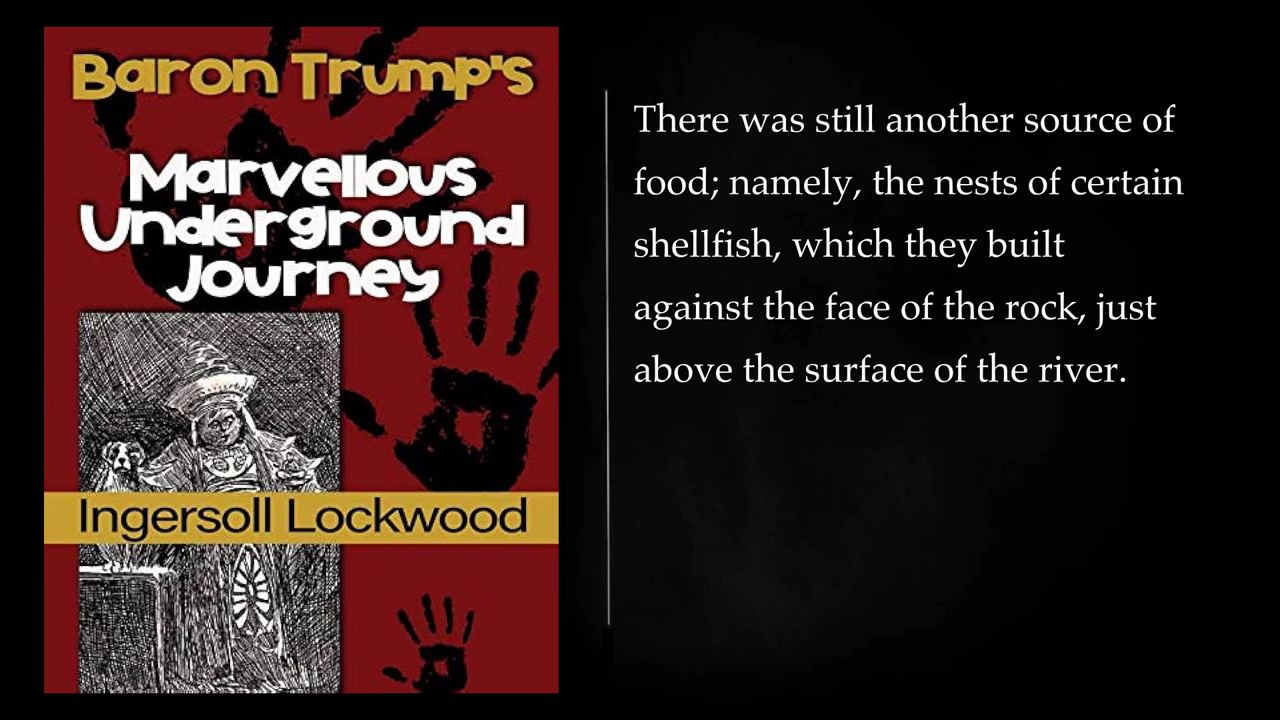 Baron Trump's
Marvellous
Underground
Journey
Ingersoll Lockwood
There was still another source of
food; namely, the nests of certain
shellfish, which they built
against the face of the rock, just
above the surface of the river.